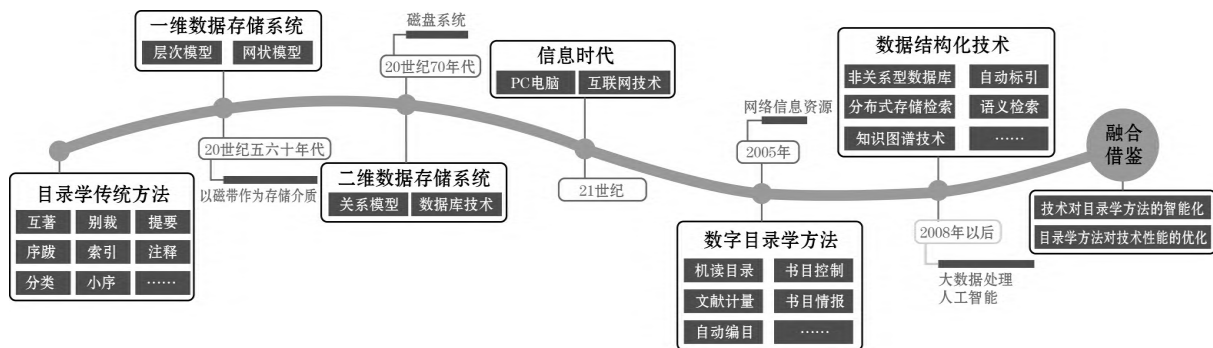 一维数据存储系统
层次模型 网状模型
20世纪五六十年代
以磁带作为存储介质
目录学传统方法
互著 别裁 提要
序跋 索引 注释
分类 小序 ……
磁盘系统
20世纪70年代
二维数据存储系统
关系模型 数据库技术
信息时代
PC电脑 互联网技术
21世纪
网络信息资源
2005年
数字目录学方法
机读目录 书目控制
文献计量 书目情报
自动编目 ……
数据结构化技术
非关系型数据库 自动标引
分布式存储检索 语义检索
知识图谱技术 ……
2008年以后
大数据处理
人工智能
融合
借鉴
技术对目录学方法的智能化
目录学方法对技术性能的优化